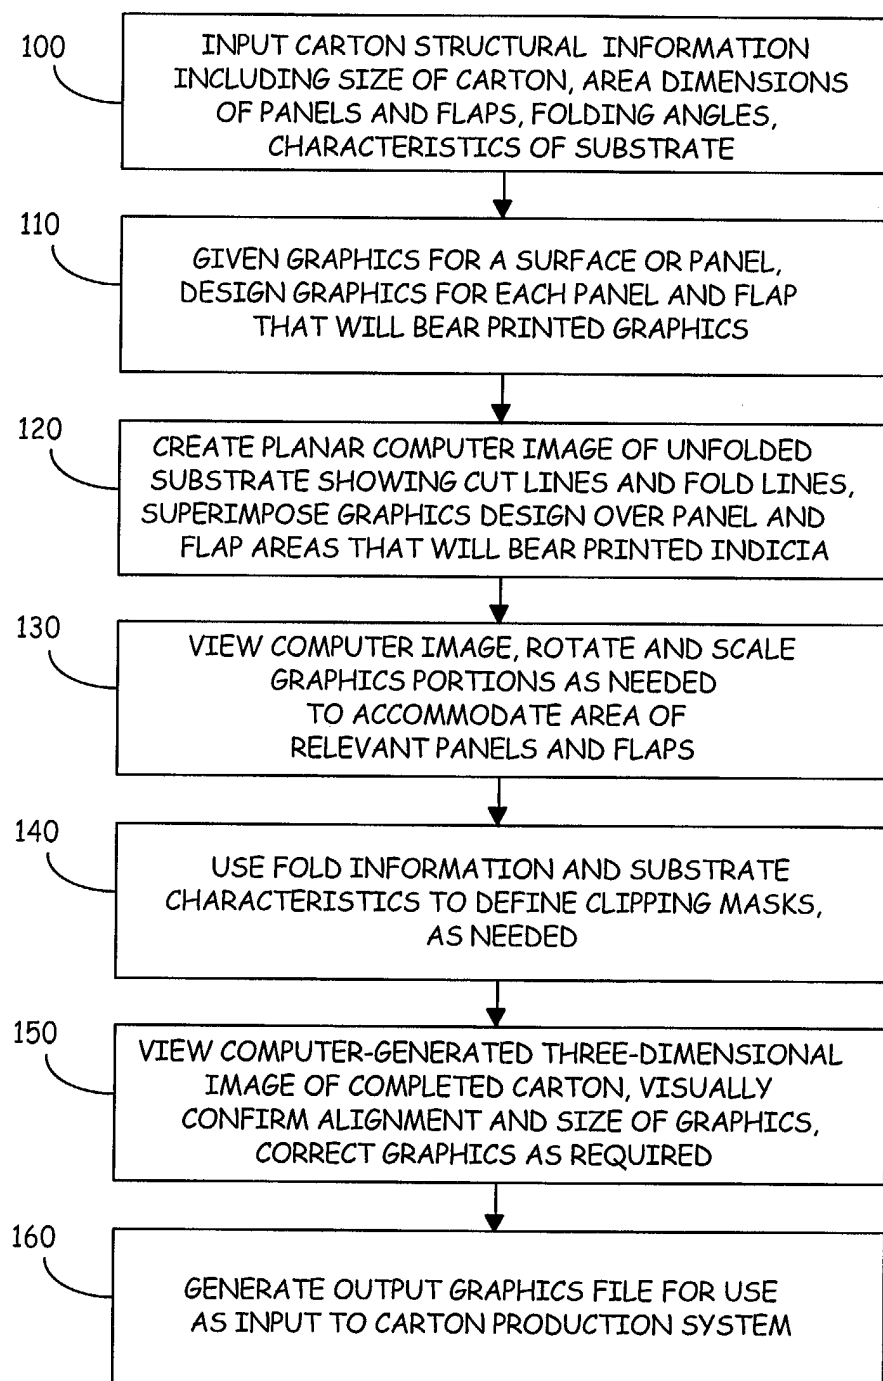 100
INPUT CARTON STRUCTURAL INFORMATION
INCLUDING SIZE OF CARTON, AREA DIMENSIONS
OF PANELS AND FLAPS, FOLDING ANGLES,
CHARACTERISTICS OF SUBSTRATE
110
GIVEN GRAPHICS FOR A SURFACE OR PANEL,
DESIGN GRAPHICS FOR EACH PANEL AND FLAP
THAT WILL BEAR PRINTED GRAPHICS
120
CREATE PLANAR COMPUTER IMAGE OF UNFOLDED
SUBSTRATE SHOWING CUT LINES AND FOLD LINES,
SUPERIMPOSE GRAPHICS DESIGN OVER PANEL AND
FLAP AREAS THAT WILL BEAR PRINTED INDICIA
130
VIEW COMPUTER IMAGE, ROTATE AND SCALE
GRAPHICS PORTIONS AS NEEDED
TO ACCOMMODATE AREA OF
RELEVANT PANELS AND FLAPS
140
USE FOLD INFORMATION AND SUBSTRATE
CHARACTERISTICS TO DEFINE CLIPPING MASKS,
AS NEEDED
150
VIEW COMPUTER-GENERATED THREE-DIMENSIONAL
IMAGE OF COMPLETED CARTON, VISUALLY
CONFIRM ALIGNMENT AND SIZE OF GRAPHICS,
CORRECT GRAPHICS AS REQUIRED
160
GENERATE OUTPUT GRAPHICS FILE FOR USE
AS INPUT TO CARTON PRODUCTION SYSTEM